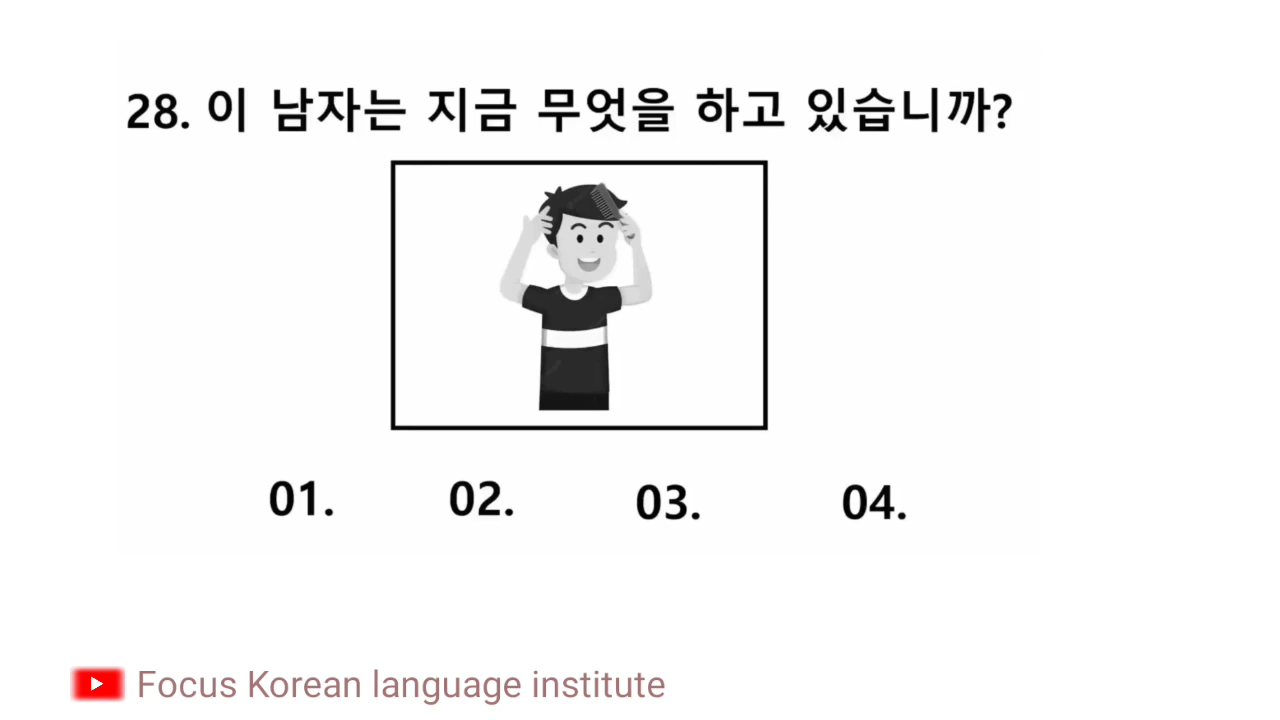 28. 이 남자는 지금 무엇을 하고 있습니까?
01. 02. 03. 04.
Focus Korean language institute